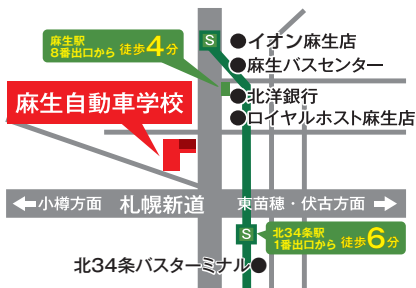 麻生駅
8番出口から 徒歩4分
S
●イオン麻生店
●麻生バスセンター
●北洋銀行
●ロイヤルホスト麻生店
麻生自動車学校
小樽方面
札幌新道
東苗穂・伏古方面
S
北34条駅
1番出口から 徒歩6分
北34条バスターミナル●